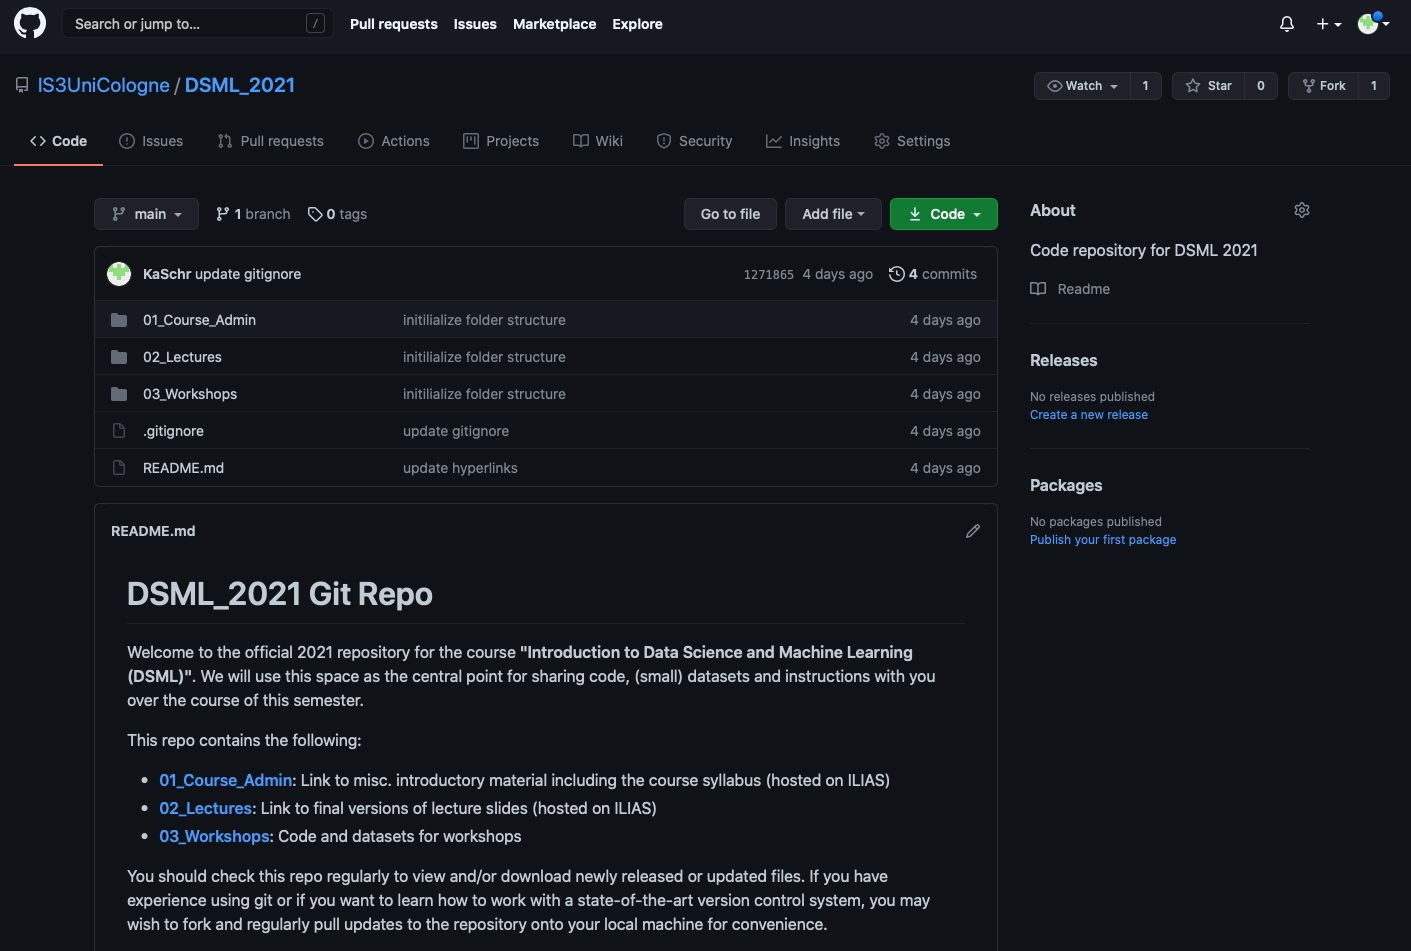 Search or jump to... / Pull requests Issues Marketplace Explore
IS3UniCologne / DSML_2021 Watch 1 Star 0 Fork 1
Code Issues Pull requests Actions Projects Wiki Security Insights Settings
main 1 branch 0 tags Go to file Add file Code
KaSchr update gitignore 1271865 4 days ago 4 commits
01_Course_Admin initilialize folder structure 4 days ago
02_Lectures initilialize folder structure 4 days ago
03_Workshops initilialize folder structure 4 days ago
.gitignore update gitignore 4 days ago
README.md update hyperlinks 4 days ago
README.md
DSML_2021 Git Repo
Welcome to the official 2021 repository for the course "Introduction to Data Science and Machine Learning
(DSML)". We will use this space as the central point for sharing code, (small) datasets and instructions with you
over the course of this semester.
This repo contains the following:
• 01_Course_Admin: Link to misc. introductory material including the course syllabus (hosted on ILIAS)
• 02_Lectures: Link to final versions of lecture slides (hosted on ILIAS)
• 03_Workshops: Code and datasets for workshops
You should check this repo regularly to view and/or download newly released or updated files. If you have
experience using git or if you want to learn how to work with a state-of-the-art version control system, you may
wish to fork and regularly pull updates to the repository onto your local machine for convenience.
About
Code repository for DSML 2021
Readme
Releases
No releases published
Create a new release
Packages
No packages published
Publish your first package